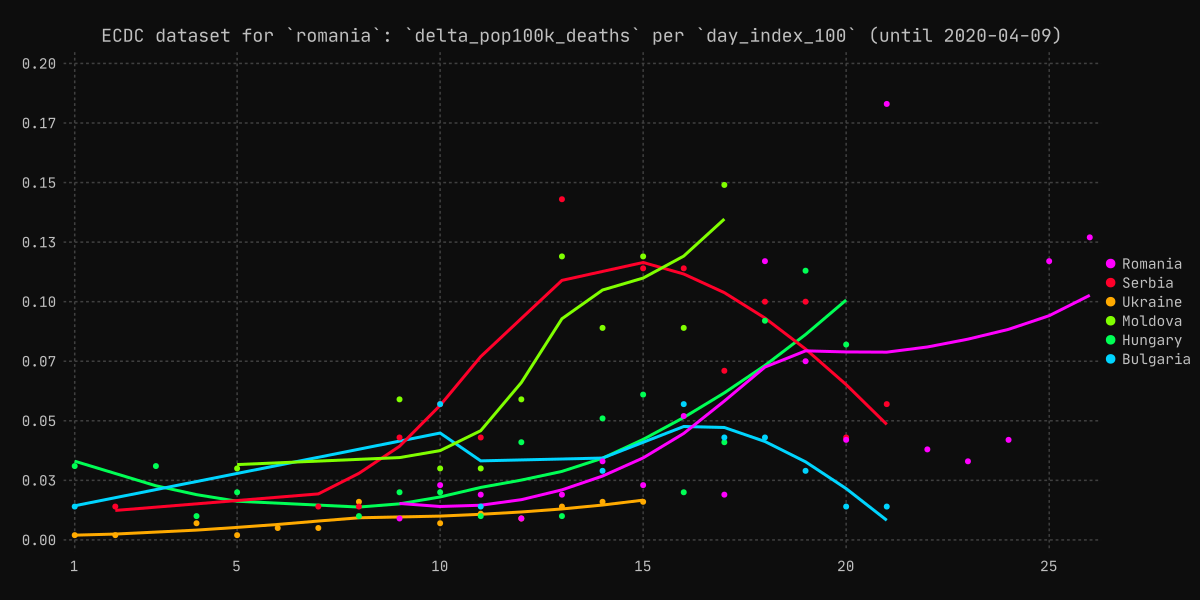 ECDC dataset for `romania`: `delta_pop100k_deaths` per `day_index_100` (until 2020-04-09)
0.20
0.17
0.15
0.13
0.10
0.07
0.05
0.03
0.00
1
5
10
15
20
25
Romania
Serbia
Ukraine
Moldova
Hungary
Bulgaria